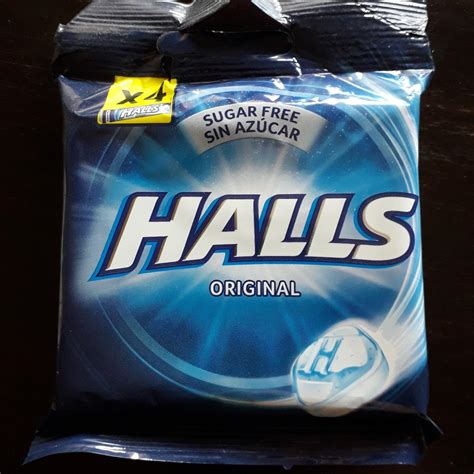 x4
HALLS
SUGAR FREE
SIN AZÚCAR
HALLS
ORIGINAL
H